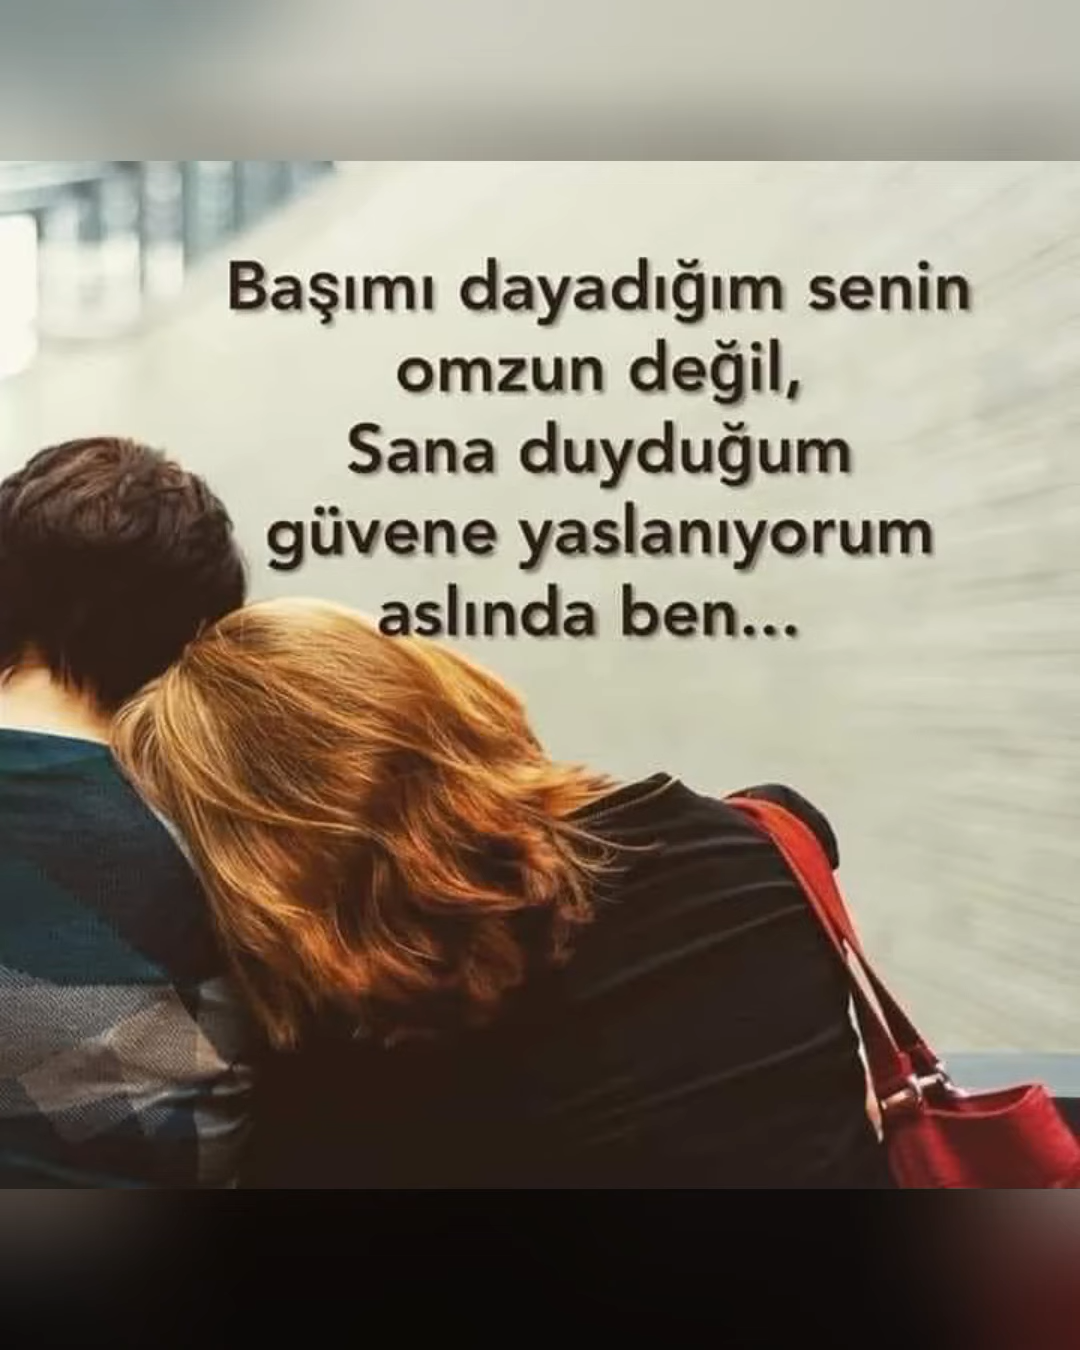 Başımı dayadığım senin
omzun değil,
Sana duyduğum
güvene yaslanıyorum
aslında ben...